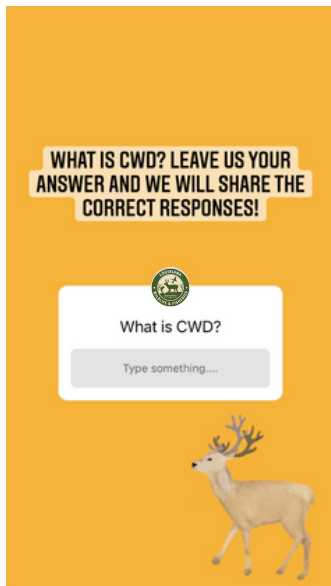 WHAT IS CWD? LEAVE US YOUR
ANSWER AND WE WILL SHARE THE
CORRECT RESPONSES!
LOUISIANA
What is CWD?
Type something....